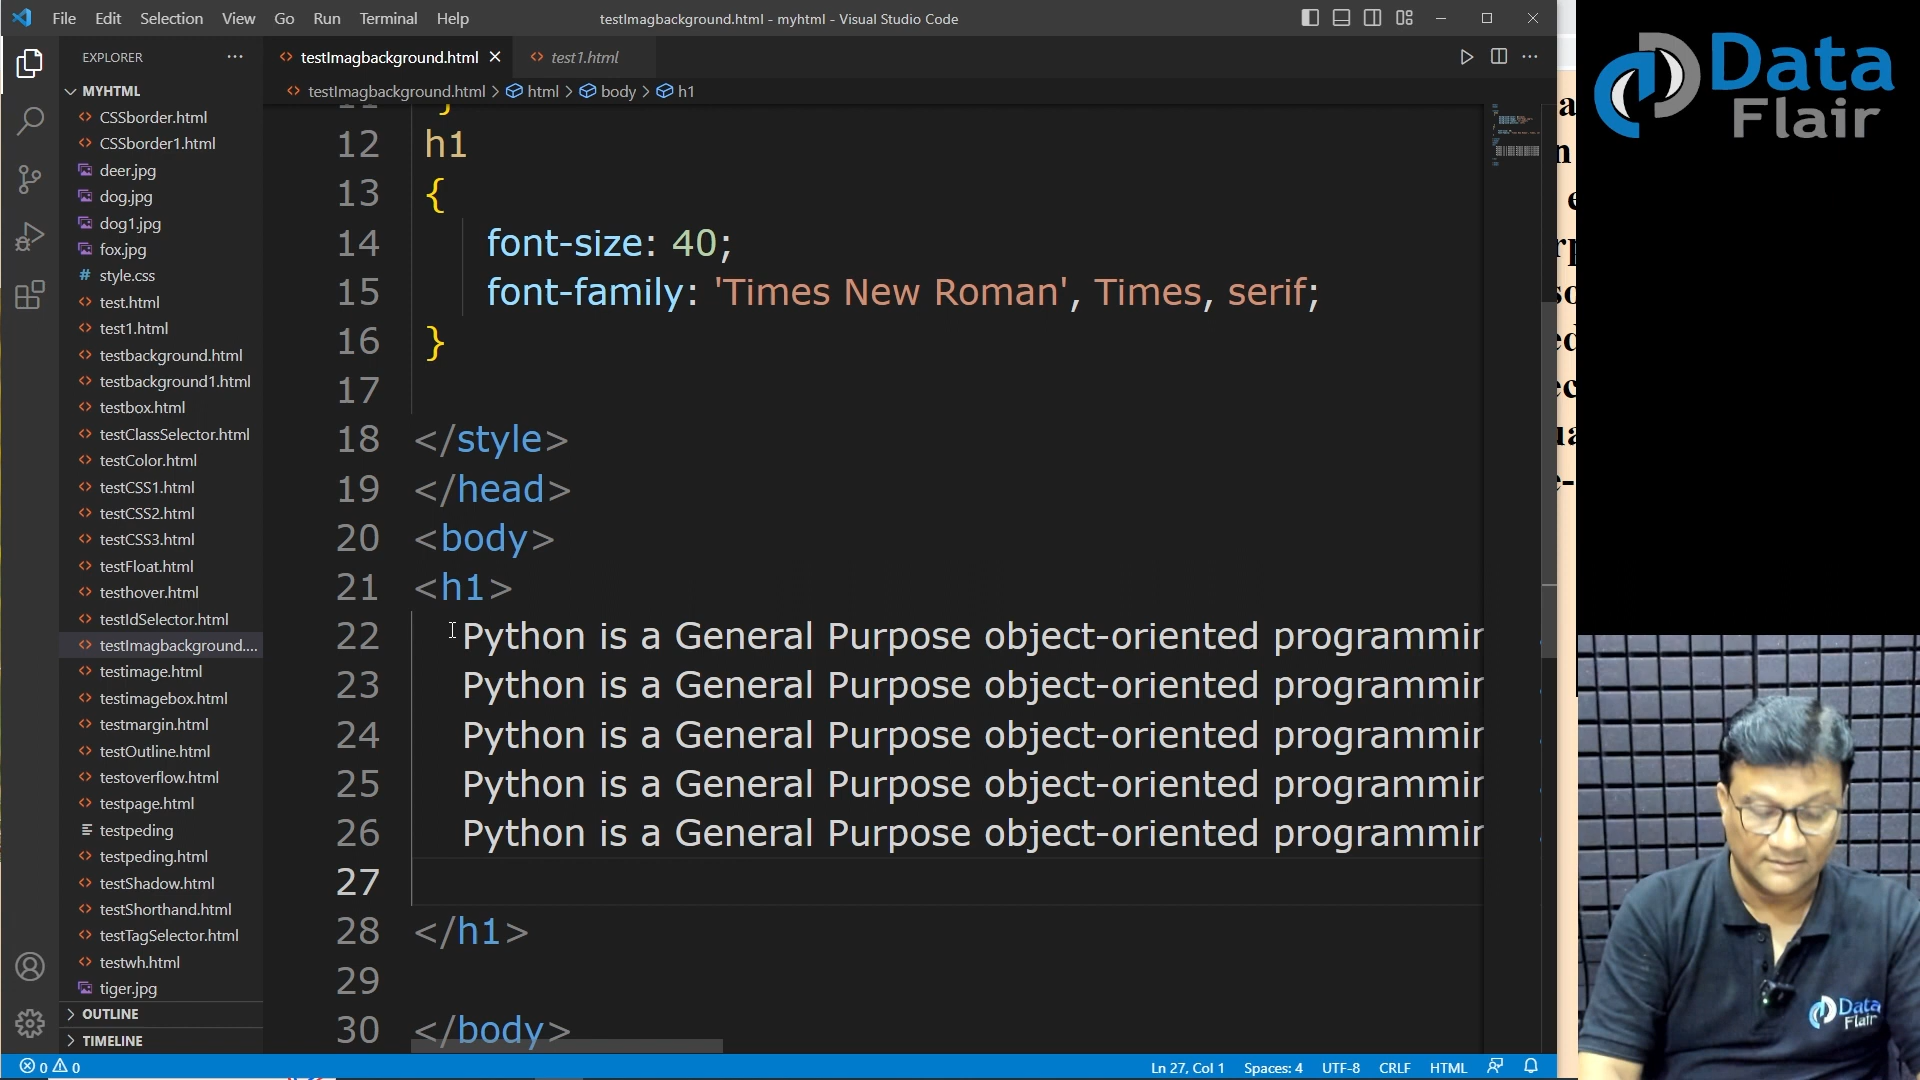 File Edit Selection View Go Run Terminal Help
testImagbackground.html - myhtml - Visual Studio Code
EXPLORER
testImagbackground.html
test1.html
testImagbackground.html > html > body > h1
MYHTML
CSSborder.html
CSSborder1.html
deer.jpg
dog.jpg
dog1.jpg
fox.jpg
style.css
test.html
test1.html
testbackground.html
testbackground1.html
testbox.html
testClassSelector.html
testColor.html
testCSS1.html
testCSS2.html
testCSS3.html
testFloat.html
testhover.html
testIdSelector.html
testImagbackground....
testimage.html
testimagebox.html
testmargin.html
testOutline.html
testoverflow.html
testpage.html
testpeding
testpeding.html
testShadow.html
testShorthand.html
testTagSelector.html
testwh.html
tiger.jpg
OUTLINE
TIMELINE
11 }
12 h1
13 {
14 font-size: 40;
15 font-family: 'Times New Roman', Times, serif;
16 }
17
18 </style>
19 </head>
20 <body>
21 <h1>
22 Python is a General Purpose object-oriented programmin
23 Python is a General Purpose object-oriented programmin
24 Python is a General Purpose object-oriented programmin
25 Python is a General Purpose object-oriented programmin
26 Python is a General Purpose object-oriented programmin
27
28 </h1>
29
30 </body>
0 0
Ln 27, Col 1 Spaces: 4 UTF-8 CRLF HTML
Data
Flair
Data
Flair